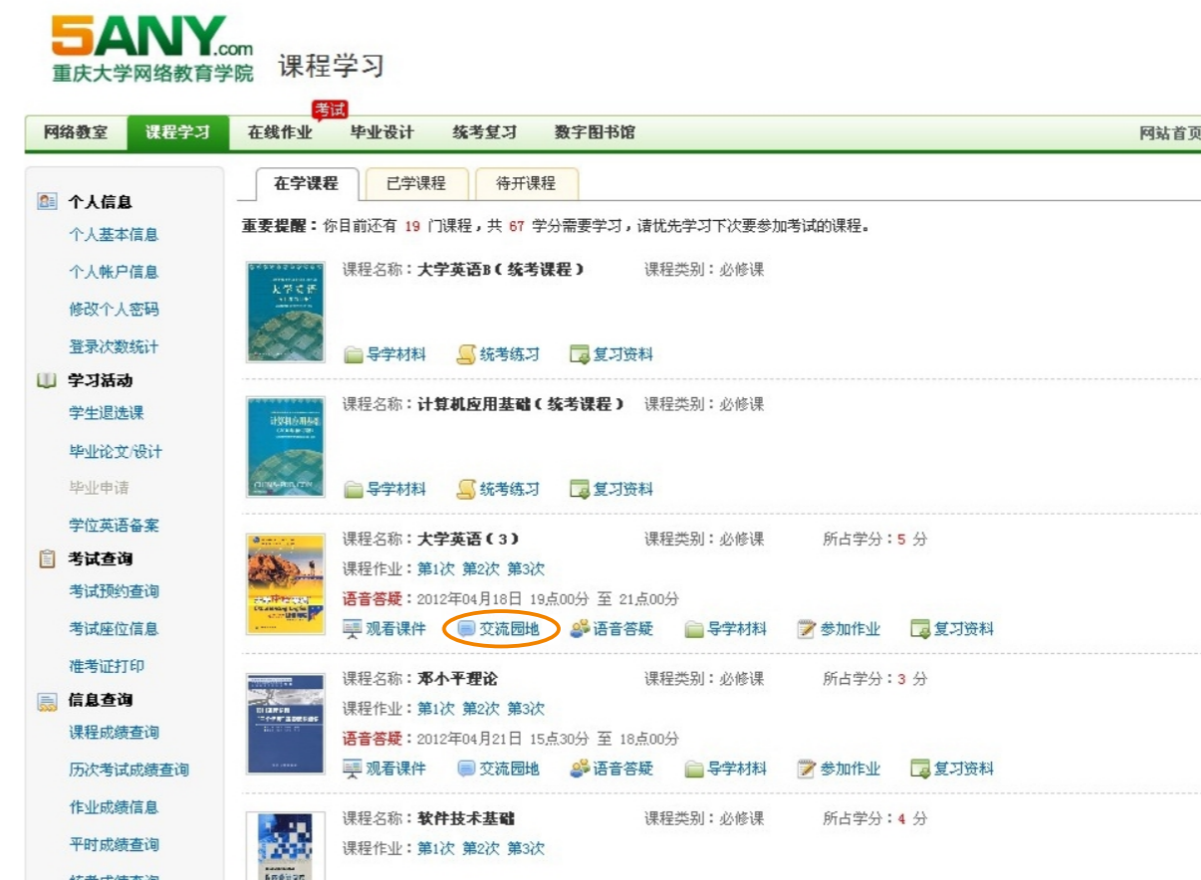 5ANY.com
重庆大学网络教育学院
课程学习
考试
网络教室 课程学习 在线作业 毕业设计 统考复习 数字图书馆 网站首页
个人信息
个人基本信息
个人帐户信息
修改个人密码
登录次数统计
学习活动
学生退选课
毕业论文/设计
毕业申请
学位英语备案
考试查询
考试预约查询
考试座位信息
准考证打印
信息查询
课程成绩查询
历次考试成绩查询
作业成绩信息
平时成绩查询
统考成绩查询
在学课程 已学课程 待开课程
重要提醒：你目前还有 19 门课程，共 67 学分需要学习，请优先学习下次要参加考试的课程。
大学英语
课程名称：大学英语B(统考课程) 课程类别：必修课
导学材料 统考练习 复习资料
计算机应用基础
课程名称：计算机应用基础(统考课程) 课程类别：必修课
导学材料 统考练习 复习资料
课程名称：大学英语(3) 课程类别：必修课 所占学分：5 分
课程作业：第1次 第2次 第3次
语音答疑：2012年04月18日 19点00分 至 21点00分
观看课件 交流园地 语音答疑 导学材料 参加作业 复习资料
课程名称：邓小平理论 课程类别：必修课 所占学分：3 分
课程作业：第1次 第2次 第3次
语音答疑：2012年04月21日 15点30分 至 18点00分
观看课件 交流园地 语音答疑 导学材料 参加作业 复习资料
课程名称：软件技术基础 课程类别：必修课 所占学分：4 分
课程作业：第1次 第2次 第3次